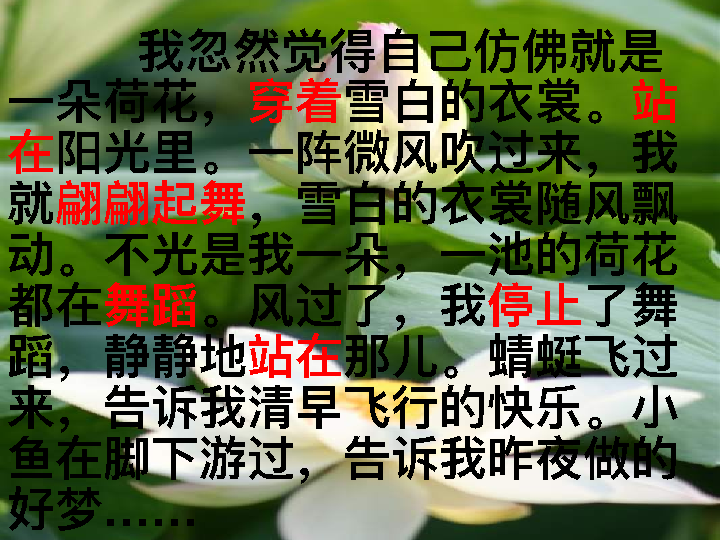 我忽然觉得自己仿佛就是
一朵荷花，穿着雪白的衣裳。站
在阳光里。一阵微风吹过来，我
就翩翩起舞，雪白的衣裳随风飘
动。不光是我一朵，一池的荷花
都在舞蹈。风过了，我停止了舞
蹈，静静地站在那儿。蜻蜓飞过
来，告诉我清早飞行的快乐。小
鱼在脚下游过，告诉我昨夜做的
好梦……